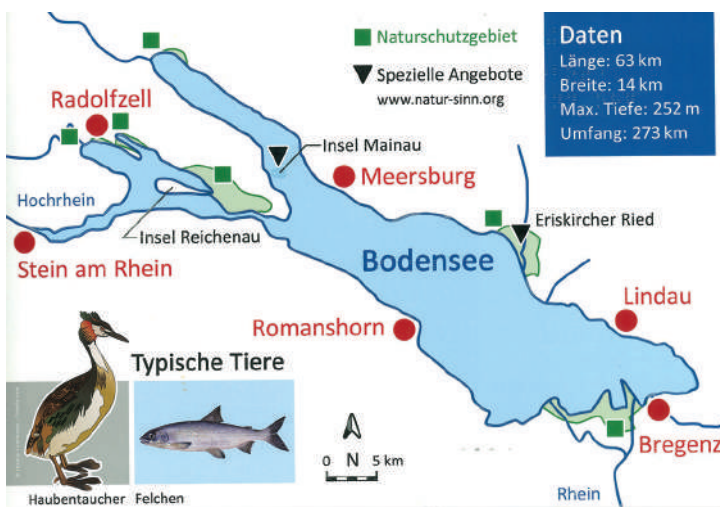 Naturschutzgebiet
Spezielle Angebote
www.natur-sinn.org
Daten
Länge: 63 km
Breite: 14 km
Max. Tiefe: 252 m
Umfang: 273 km
Radolfzell
Insel Mainau
Meersburg
Hochrhein
Insel Reichenau
Eriskircher Ried
Stein am Rhein
Bodensee
Lindau
Romanshorn
Typische Tiere
Bregenz
0 N 5 km
Rhein
Haubentaucher Felchen